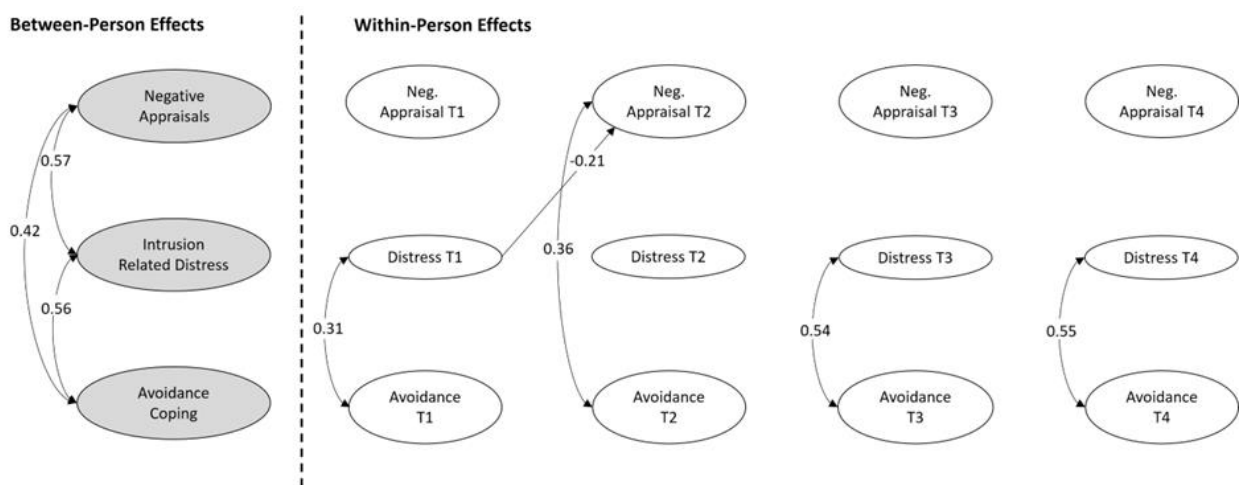 Between-Person Effects
Within-Person Effects
Negative
Appraisals
Neg.
Appraisal T1
Neg.
Appraisal T2
Neg.
Appraisal T3
Neg.
Appraisal T4
0.57
-0.21
0.42
Intrusion
Related Distress
Distress T1
0.36
Distress T2
Distress T3
Distress T4
0.56
0.31
0.54
0.55
Avoidance
Coping
Avoidance
T1
Avoidance
T2
Avoidance
T3
Avoidance
T4